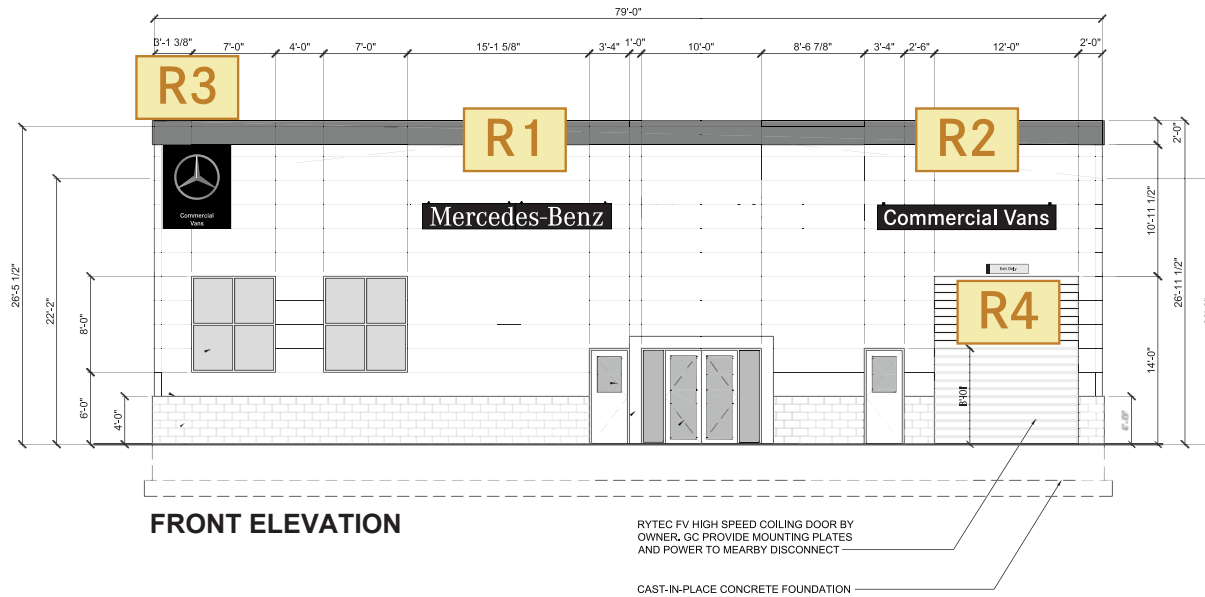 79'-0"
3'-1 3/8"
7'-0"
4'-0"
7'-0"
15'-1 5/8"
3'-4"
1'-0"
10'-0"
8'-6 7/8"
3'-4"
2'-6"
12'-0"
2'-0"
R3
R1
R2
2'-0"
Commercial
Vans
Mercedes-Benz
Commercial Vans
10'-11 1/2"
26'-5 1/2"
22'-2"
26'-11 1/2"
Exit Only
R4
8'-0"
6'-0"
4'-0"
14'-0"
FRONT ELEVATION
RYTEC FV HIGH SPEED COILING DOOR BY
OWNER. GC PROVIDE MOUNTING PLATES
AND POWER TO MEARBY DISCONNECT
CAST-IN-PLACE CONCRETE FOUNDATION